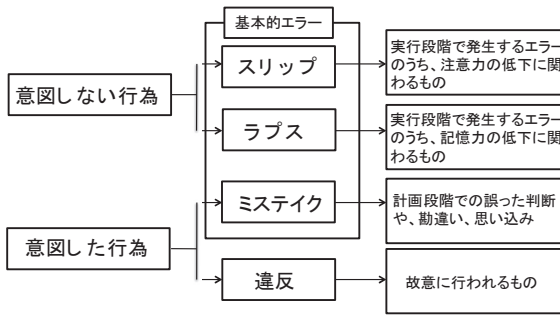 基本的エラー
意図しない行為
スリップ
実行段階で発生するエラー
のうち、注意力の低下に関
わるもの
ラプス
実行段階で発生するエラー
のうち、記憶力の低下に関
わるもの
意図した行為
ミステイク
計画段階での誤った判断
や、勘違い、思い込み
違反
故意に行われるもの